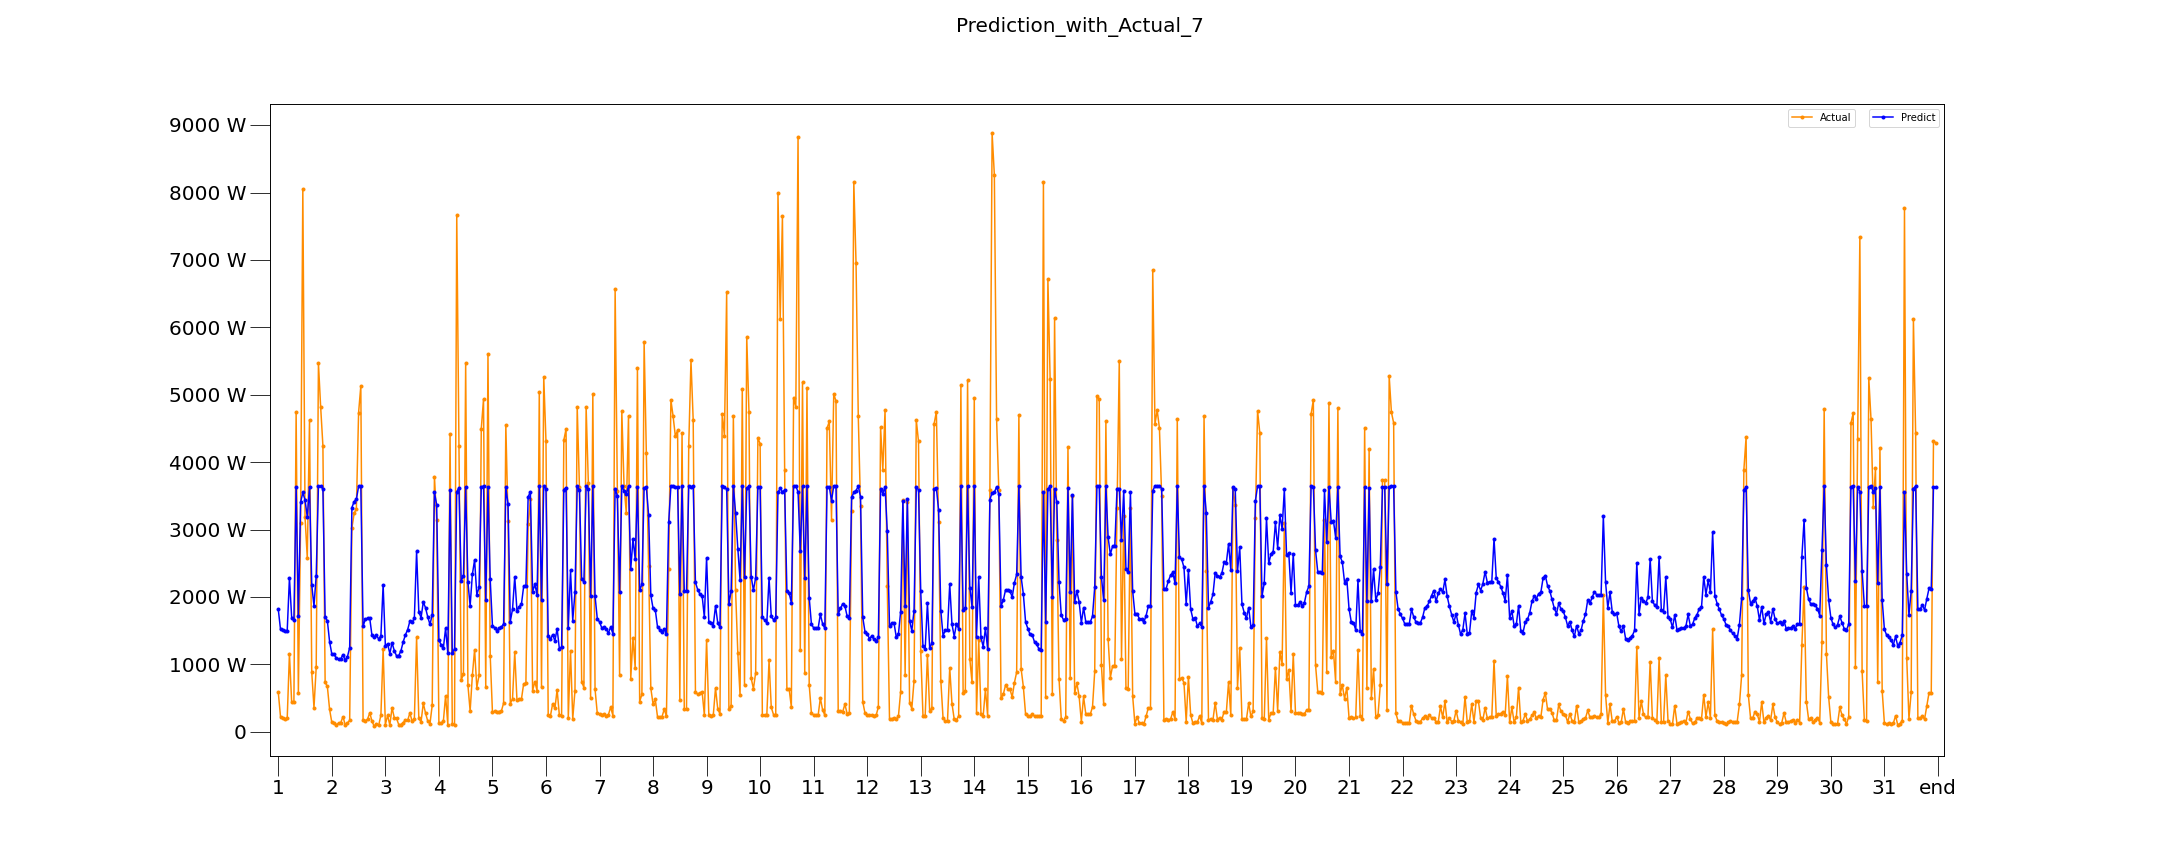 Prediction_with_Actual_7
Actual Predict
9000 W
8000 W
7000 W
6000 W
5000 W
4000 W
3000 W
2000 W
1000 W
0
1 2 3 4 5 6 7 8 9 10 11 12 13 14 15 16 17 18 19 20 21 22 23 24 25 26 27 28 29 30 31 end